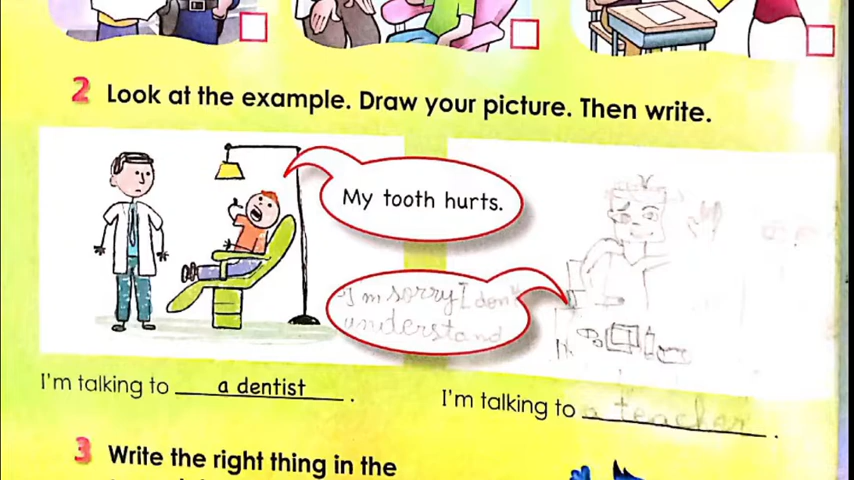 2 Look at the example. Draw your picture. Then write.
My tooth hurts.
I'm sorry I don't
understand
I'm talking to a dentist.
I'm talking to a teacher.
3 Write the right thing in the